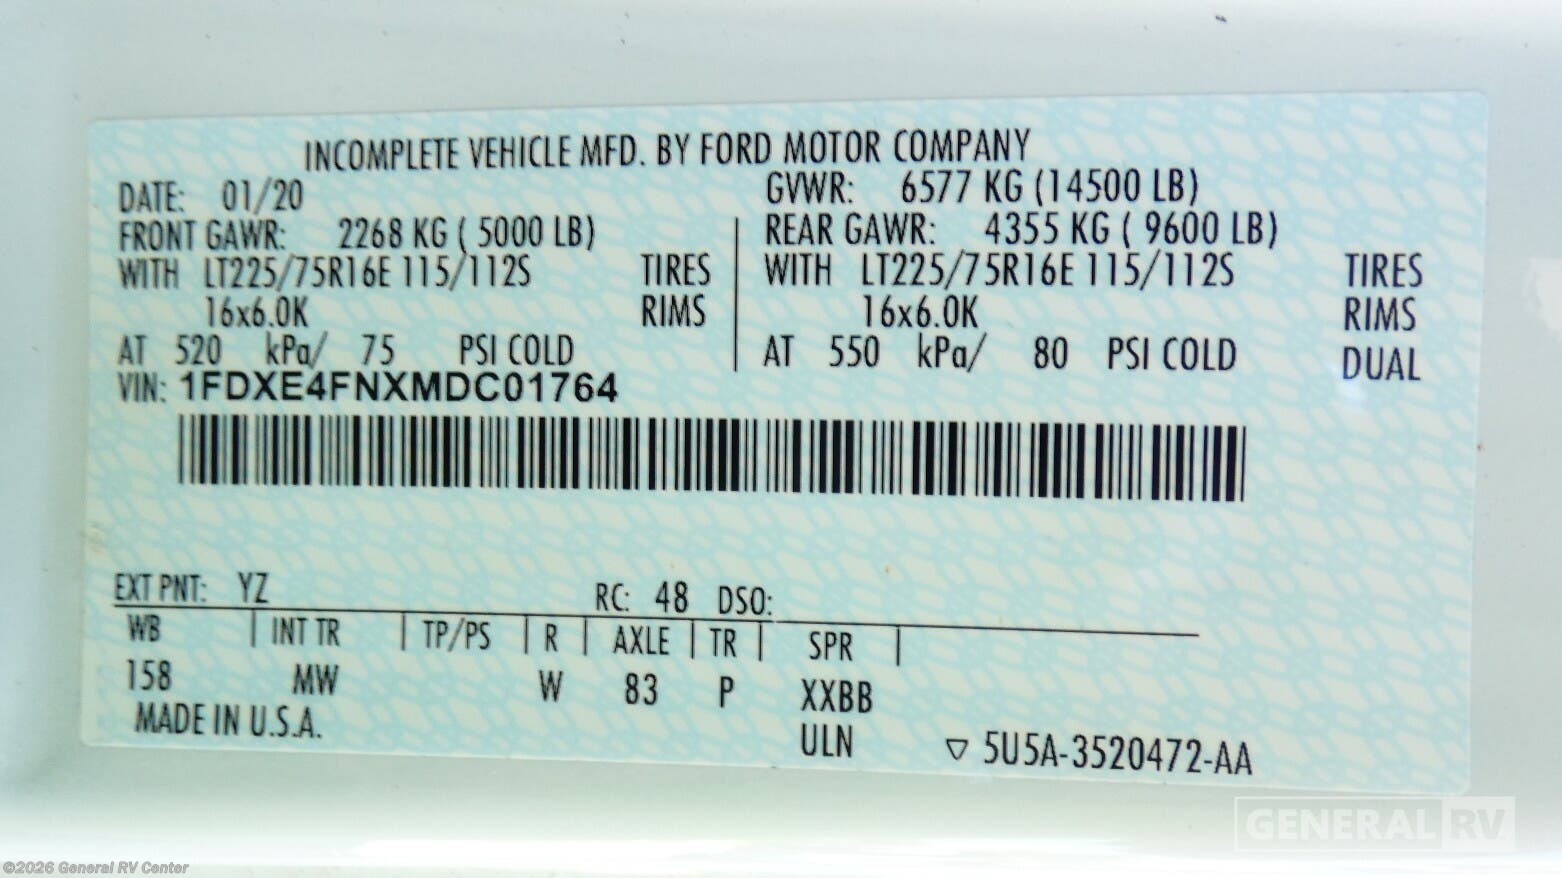 INCOMPLETE VEHICLE MFD. BY FORD MOTOR COMPANY
DATE: 01/20 GVWR: 6577 KG (14500 LB)
FRONT GAWR: 2268 KG ( 5000 LB) REAR GAWR: 4355 KG ( 9600 LB)
WITH LT225/75R16E 115/112S TIRES WITH LT225/75R16E 115/112S TIRES
16x6.0K RIMS 16x6.0K RIMS
AT 520 kPa/ 75 PSI COLD AT 550 kPa/ 80 PSI COLD DUAL
VIN: 1FDXE4FNXMDC01764
EXT PNT: YZ RC: 48 DSO:
WB INT TR TP/PS R AXLE TR SPR
158 MW W 83 P XXBB
MADE IN U.S.A. ULN ▽ 5U5A-3520472-AA
GENERAL RV
©2026 General RV Center